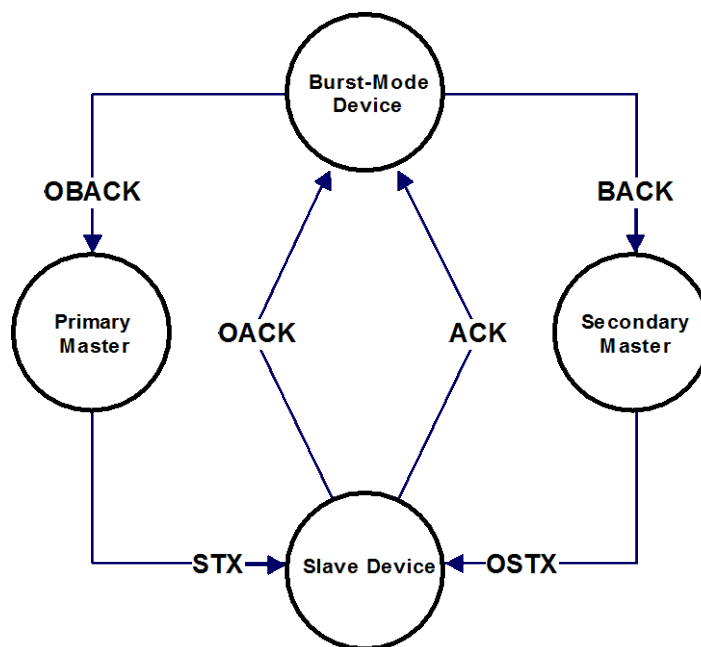 Burst-Mode
Device
OBACK
BACK
Primary
Master
OACK
ACK
Secondary
Master
STX
Slave Device
OSTX